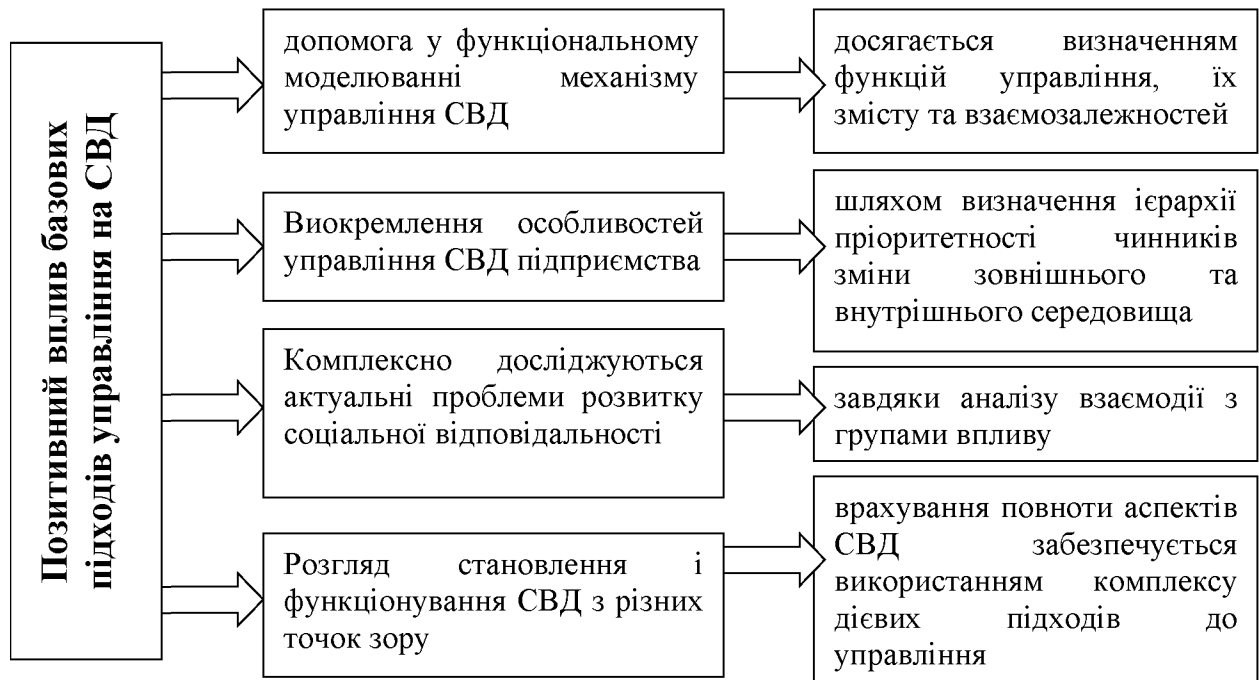 Позитивний вплив базових
підходів управління на СВД
допомога у функціональному
моделюванні механізму
управління СВД
досягається визначенням
функцій управління, їх
змісту та взаємозалежностей
Виокремлення особливостей
управління СВД підприємства
шляхом визначення ієрархії
пріоритетності чинників
зміни зовнішнього та
внутрішнього середовища
Комплексно досліджуються
актуальні проблеми розвитку
соціальної відповідальності
завдяки аналізу взаємодії з
групами впливу
Розгляд становлення і
функціонування СВД з різних
точок зору
врахування повноти аспектів
СВД забезпечується
використанням комплексу
дієвих підходів до
управління